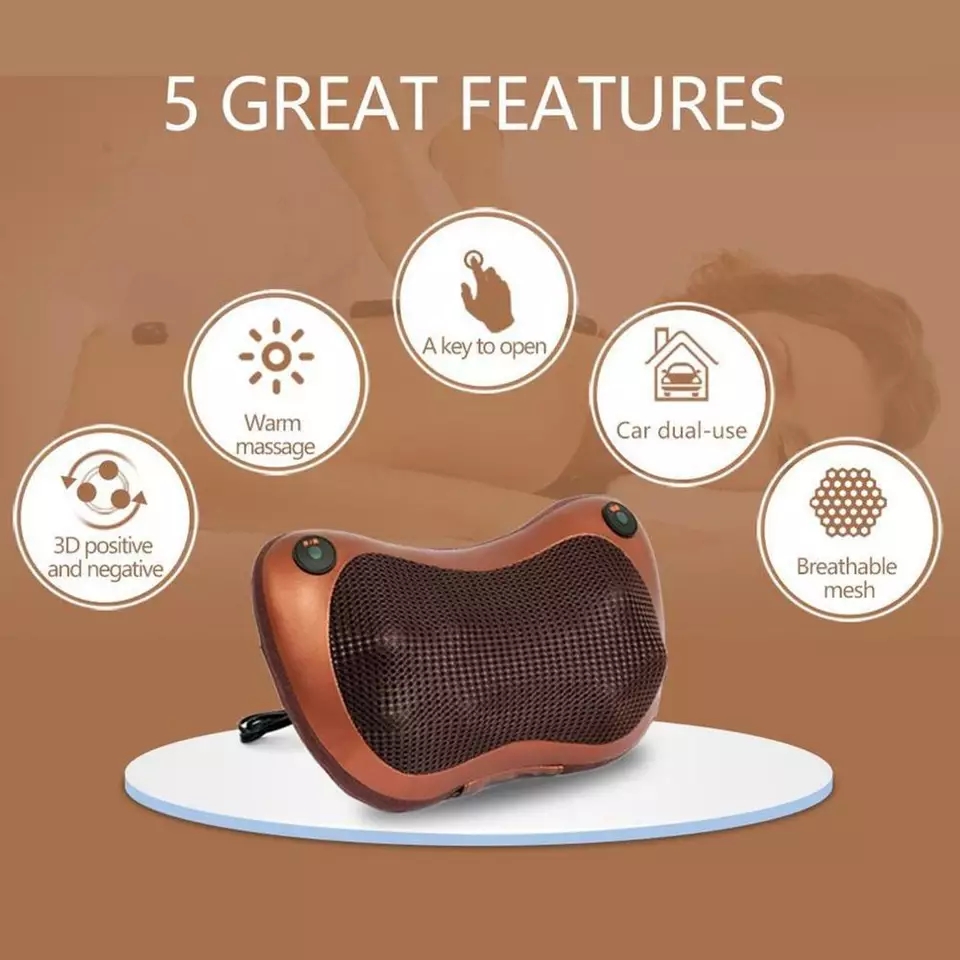 5 GREAT FEATURES
A key to open
Warm
massage
Car dual-use
3D positive
and negative
Breathable
mesh